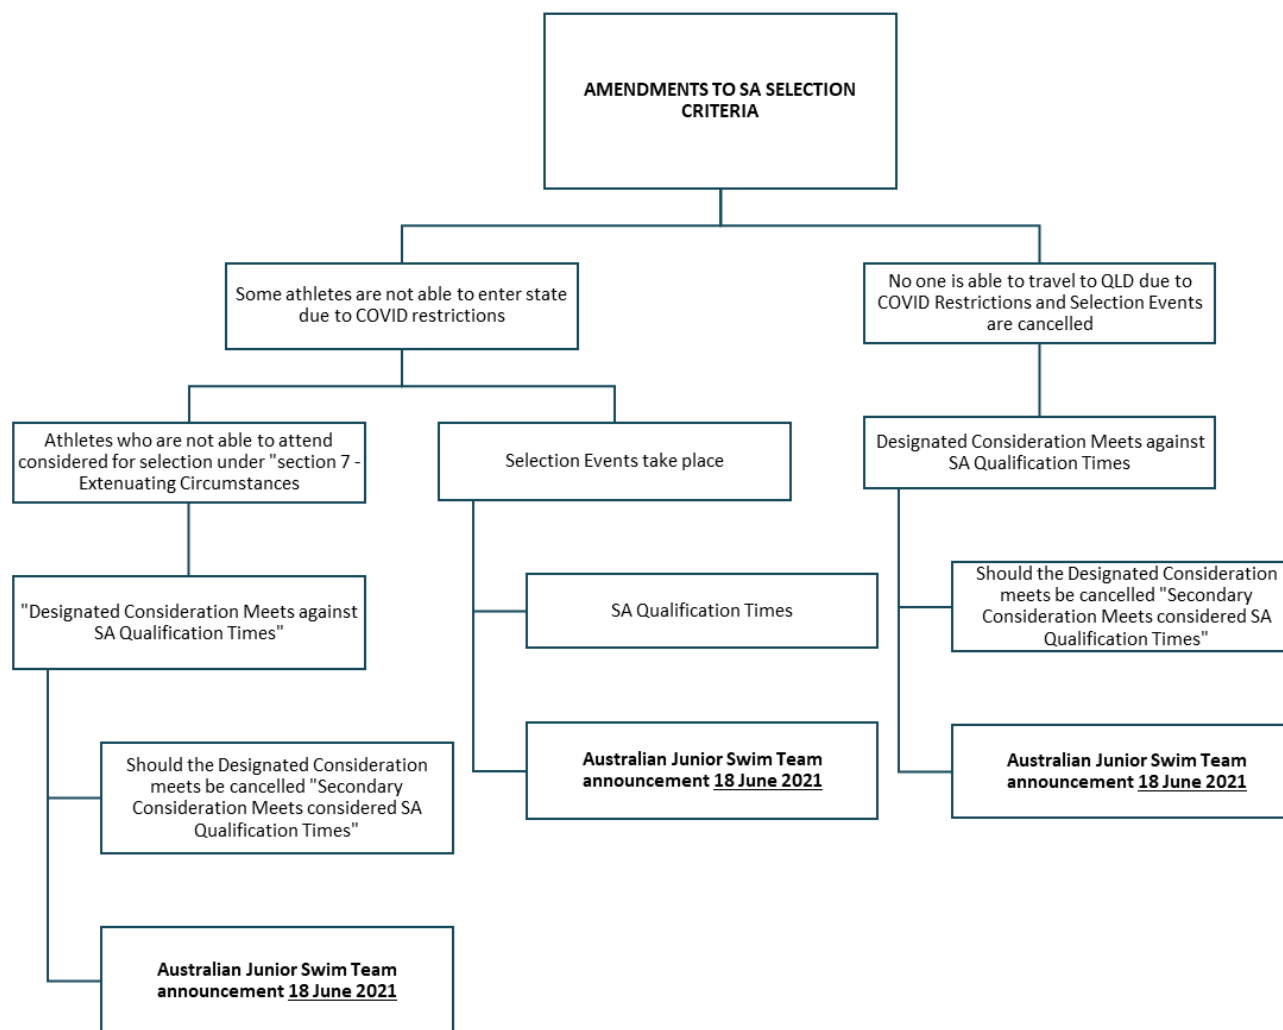 AMENDMENTS TO SA SELECTION
CRITERIA
Some athletes are not able to enter state
due to COVID restrictions
No one is able to travel to QLD due to
COVID Restrictions and Selection Events
are cancelled
Athletes who are not able to attend
considered for selection under "section 7 -
Extenuating Circumstances
Selection Events take place
Designated Consideration Meets against
SA Qualification Times
"Designated Consideration Meets against
SA Qualification Times"
SA Qualification Times
Should the Designated Consideration
meets be cancelled "Secondary
Consideration Meets considered SA
Qualification Times"
Should the Designated Consideration
meets be cancelled "Secondary
Consideration Meets considered SA
Qualification Times"
Australian Junior Swim Team
announcement 18 June 2021
Australian Junior Swim Team
announcement 18 June 2021
Australian Junior Swim Team
announcement 18 June 2021